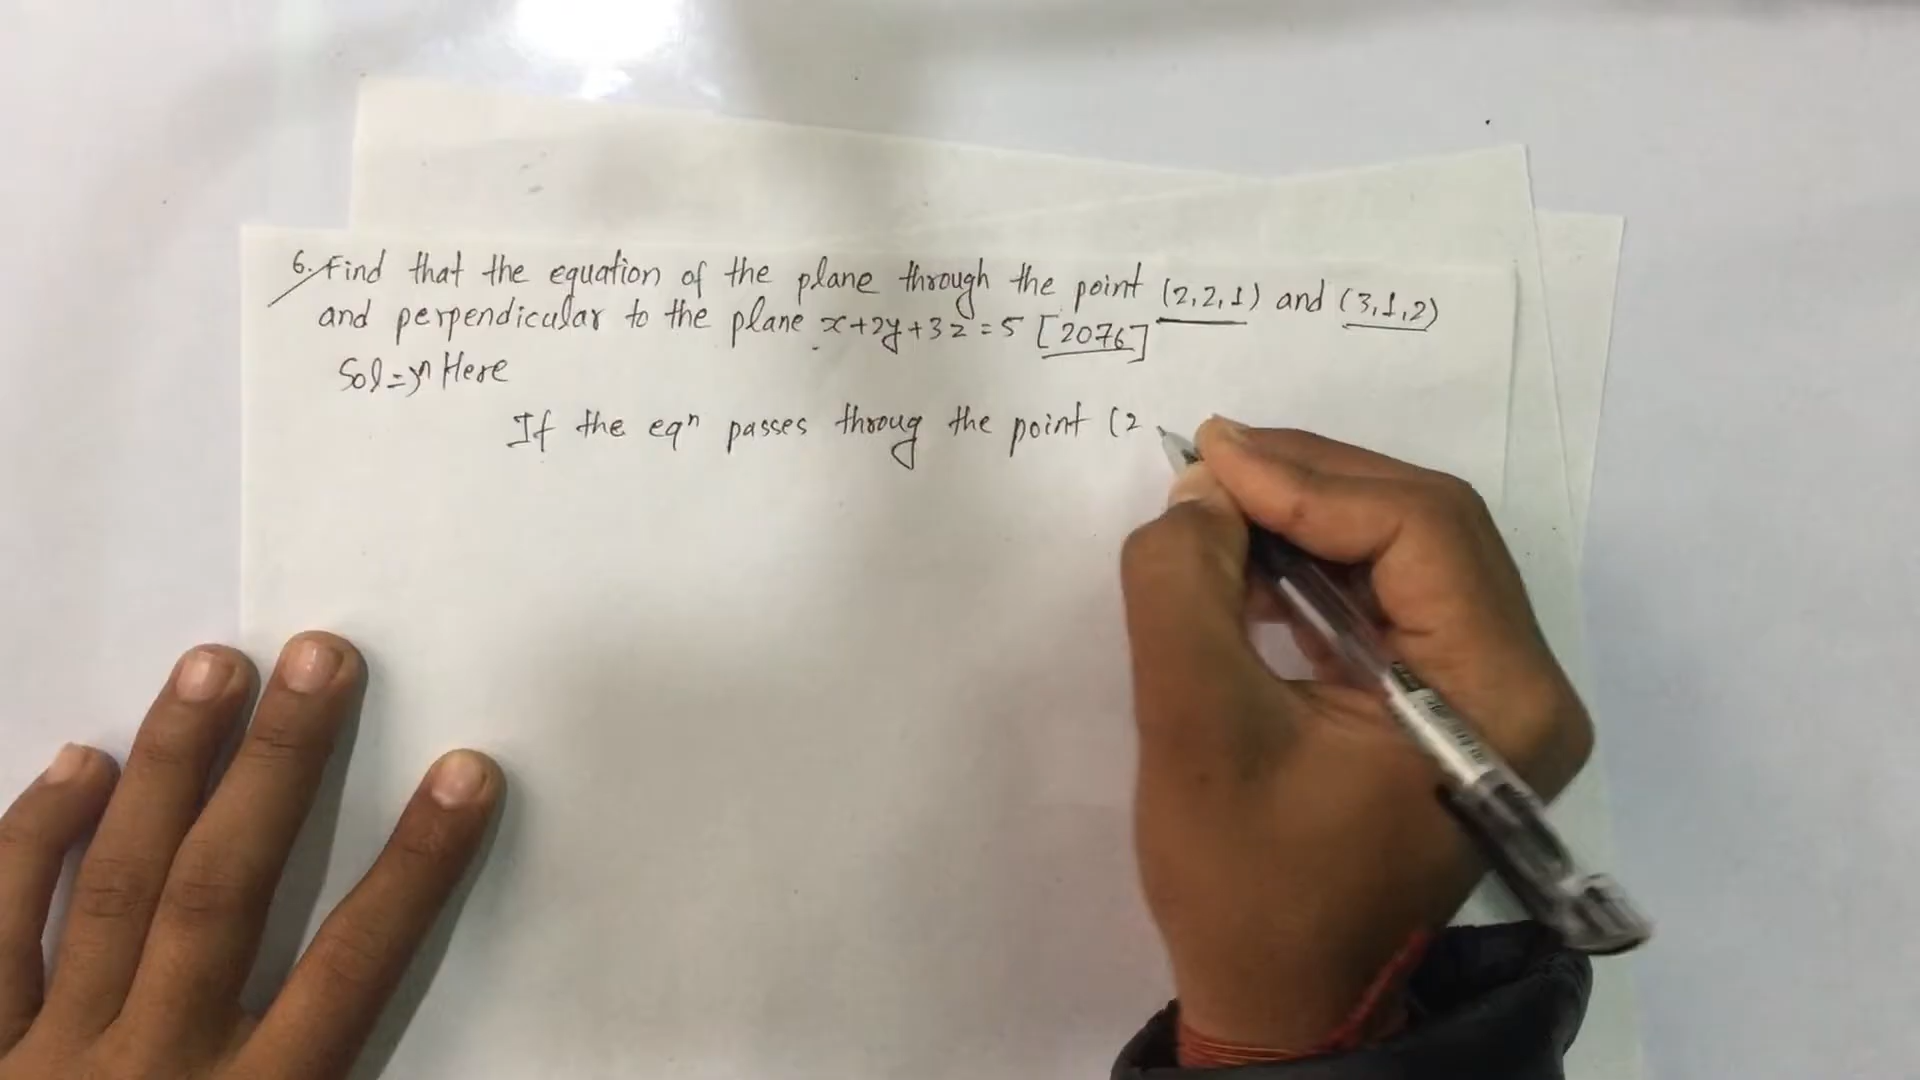 6. Find that the equation of the plane through the point (2,2,1) and (3,1,2)
and perpendicular to the plane x+2y+3z=5 [2076]
Sol=>n Here
If the eqn passes throug the point (2